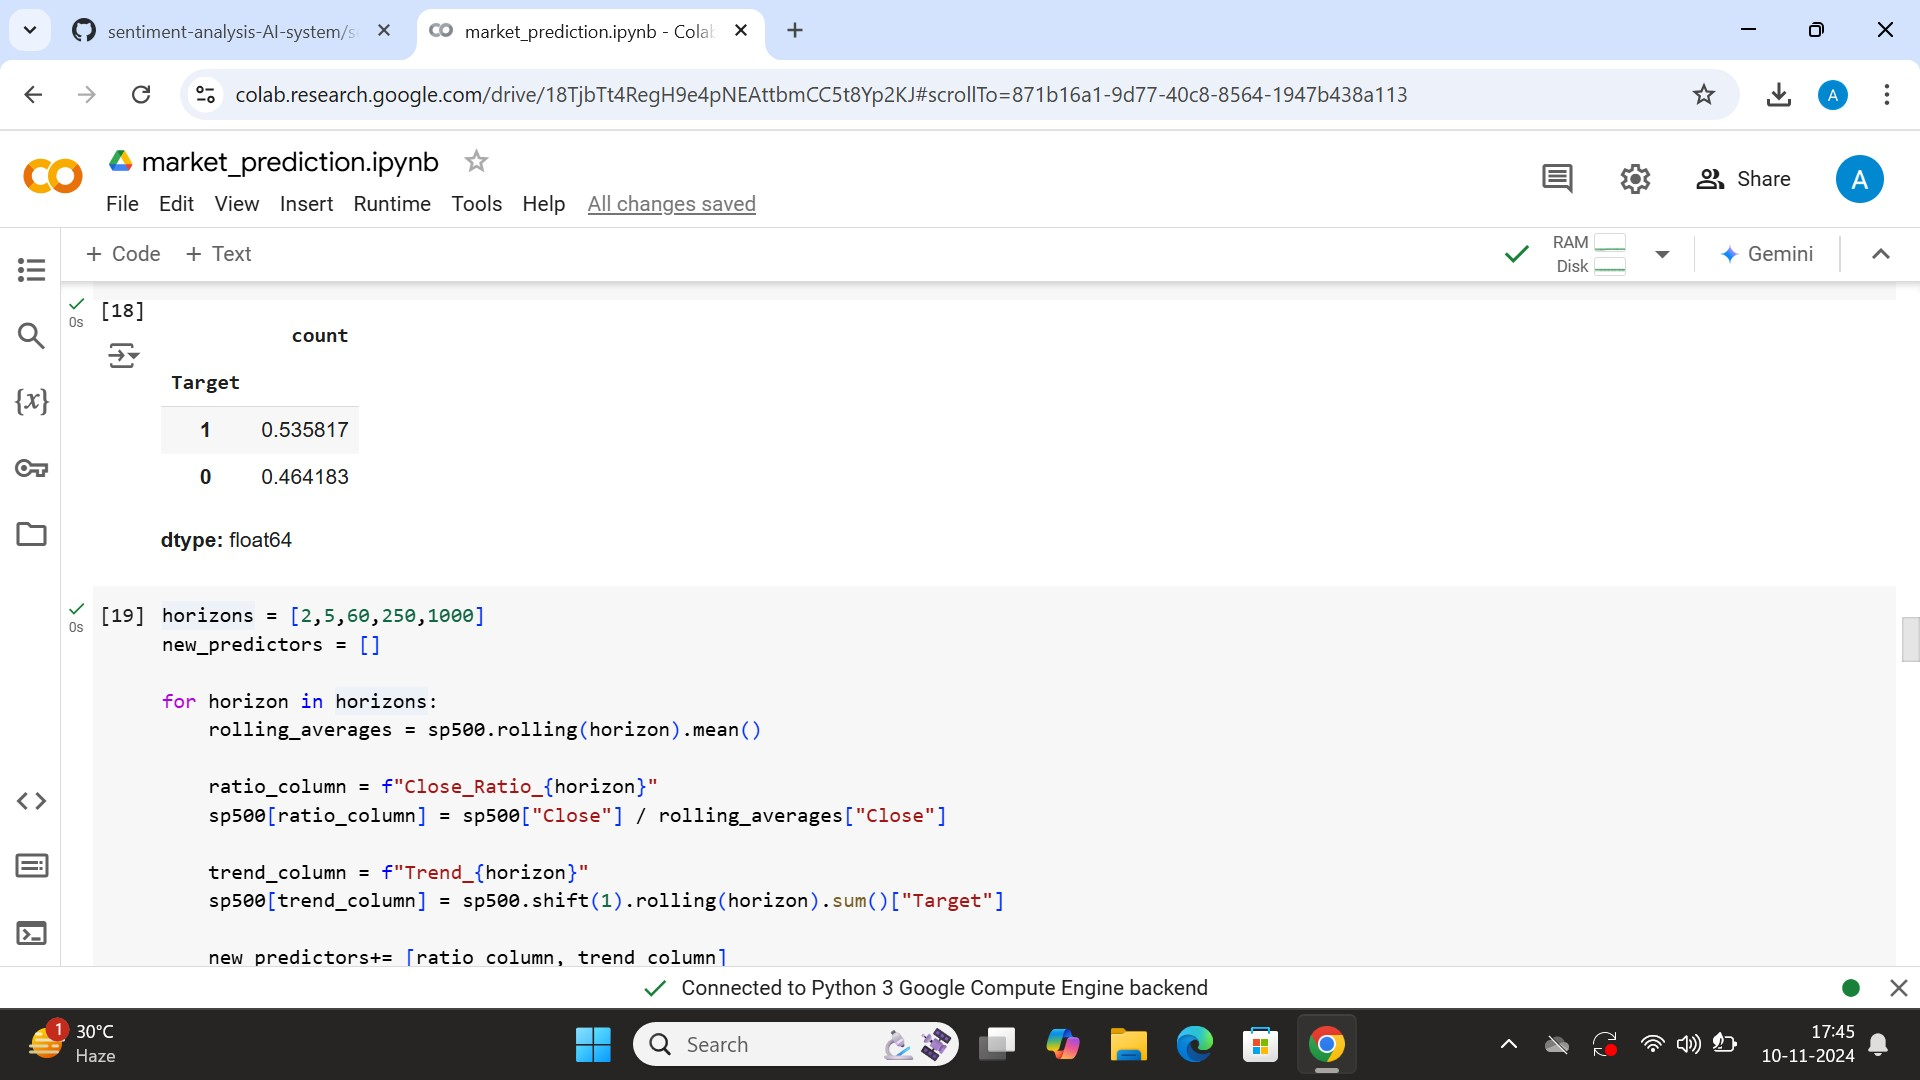 sentiment-analysis-AI-system/s
market_prediction.ipynb - Cola
colab.research.google.com/drive/18TjbTt4RegH9e4pNEAttbmCC5t8Yp2KJ#scrollTo=871b16a1-9d77-40c8-8564-1947b438a113
A
market_prediction.ipynb
File Edit View Insert Runtime Tools Help All changes saved
Share
A
+ Code + Text
RAM
Disk
Gemini
[18]
0s
count
Target
1 0.535817
0 0.464183
dtype: float64
{x}
[19] horizons = [2,5,60,250,1000]
0s
new_predictors = []
for horizon in horizons:
rolling_averages = sp500.rolling(horizon).mean()
ratio_column = f"Close_Ratio_{horizon}"
sp500[ratio_column] = sp500["Close"] / rolling_averages["Close"]
trend_column = f"Trend_{horizon}"
sp500[trend_column] = sp500.shift(1).rolling(horizon).sum()["Target"]
new_predictors+= [ratio_column, trend_column]
Connected to Python 3 Google Compute Engine backend
1
30°C
Haze
Search
17:45
10-11-2024